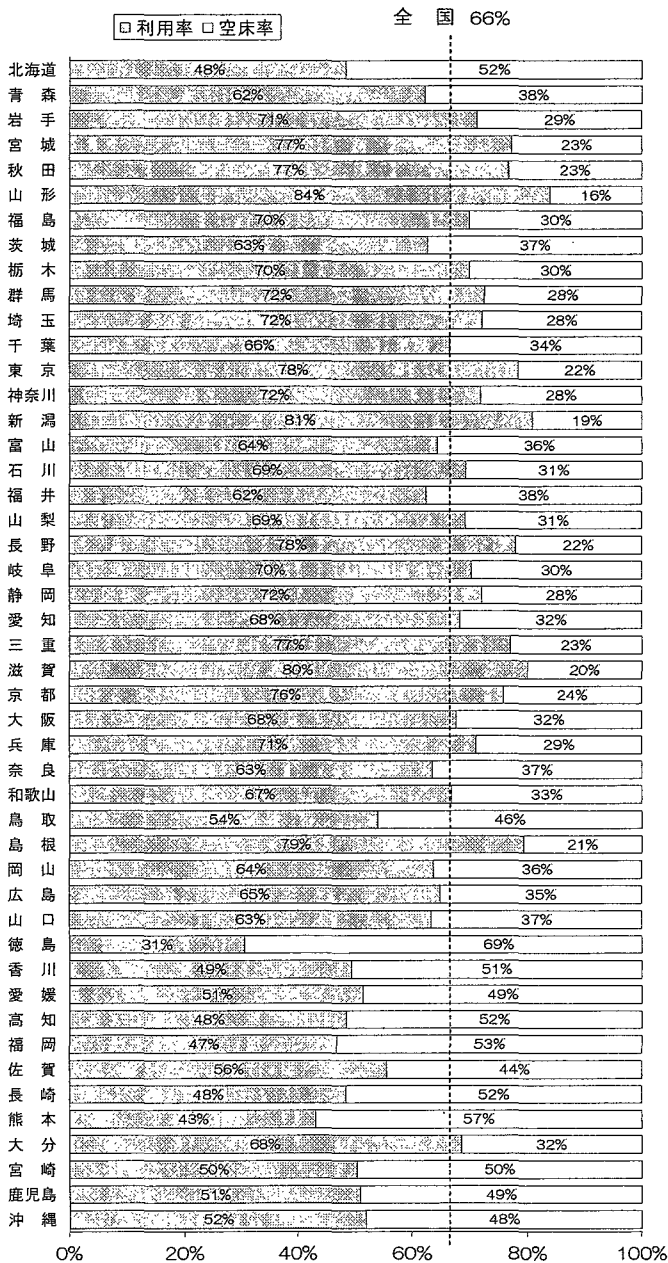 全 国 66%
利用率 空床率
北海道 48% 52%
青 森 62% 38%
岩 手 71% 29%
宮 城 77% 23%
秋 田 77% 23%
山 形 84% 16%
福 島 70% 30%
茨 城 63% 37%
栃 木 70% 30%
群 馬 72% 28%
埼 玉 72% 28%
千 葉 66% 34%
東 京 78% 22%
神奈川 72% 28%
新 潟 81% 19%
富 山 64% 36%
石 川 69% 31%
福 井 62% 38%
山 梨 69% 31%
長 野 78% 22%
岐 阜 70% 30%
静 岡 72% 28%
愛 知 68% 32%
三 重 77% 23%
滋 賀 80% 20%
京 都 76% 24%
大 阪 68% 32%
兵 庫 71% 29%
奈 良 63% 37%
和歌山 67% 33%
鳥 取 54% 46%
島 根 79% 21%
岡 山 64% 36%
広 島 65% 35%
山 口 63% 37%
徳 島 31% 69%
香 川 49% 51%
愛 媛 51% 49%
高 知 48% 52%
福 岡 47% 53%
佐 賀 56% 44%
長 崎 48% 52%
熊 本 43% 57%
大 分 68% 32%
宮 崎 50% 50%
鹿児島 51% 49%
沖 縄 52% 48%
0% 20% 40% 60% 80% 100%